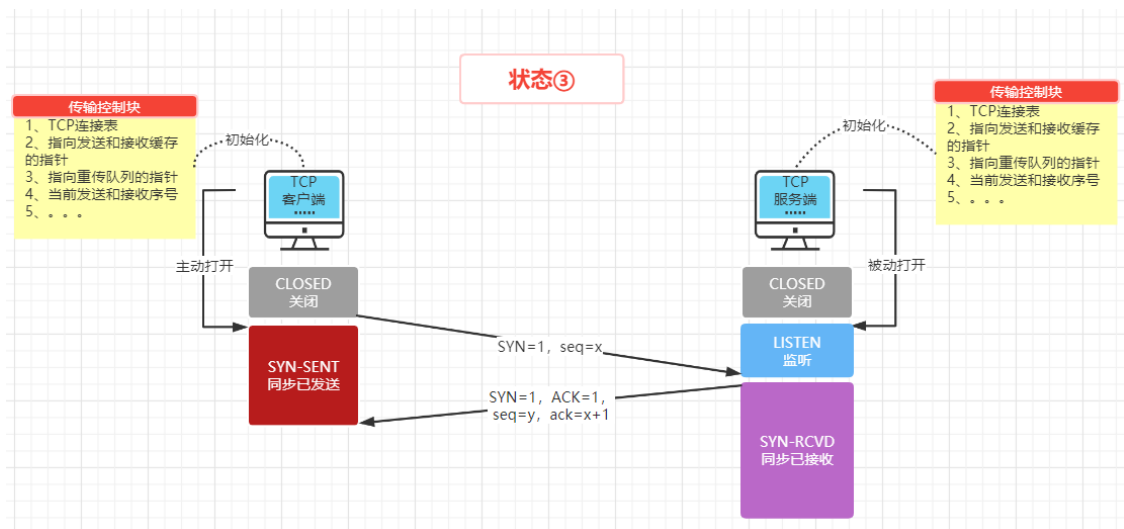 状态③
传输控制块
1、TCP连接表
2、指向发送和接收缓存
的指针
3、指向重传队列的指针
4、当前发送和接收序号
5、。。。
初始化
TCP
客户端
主动打开
CLOSED
关闭
SYN-SENT
同步已发送
SYN=1，seq=x
SYN=1，ACK=1，
seq=y，ack=x+1
传输控制块
1、TCP连接表
2、指向发送和接收缓存
的指针
3、指向重传队列的指针
4、当前发送和接收序号
5、。。。
初始化
TCP
服务端
被动打开
CLOSED
关闭
LISTEN
监听
SYN-RCVD
同步已接收